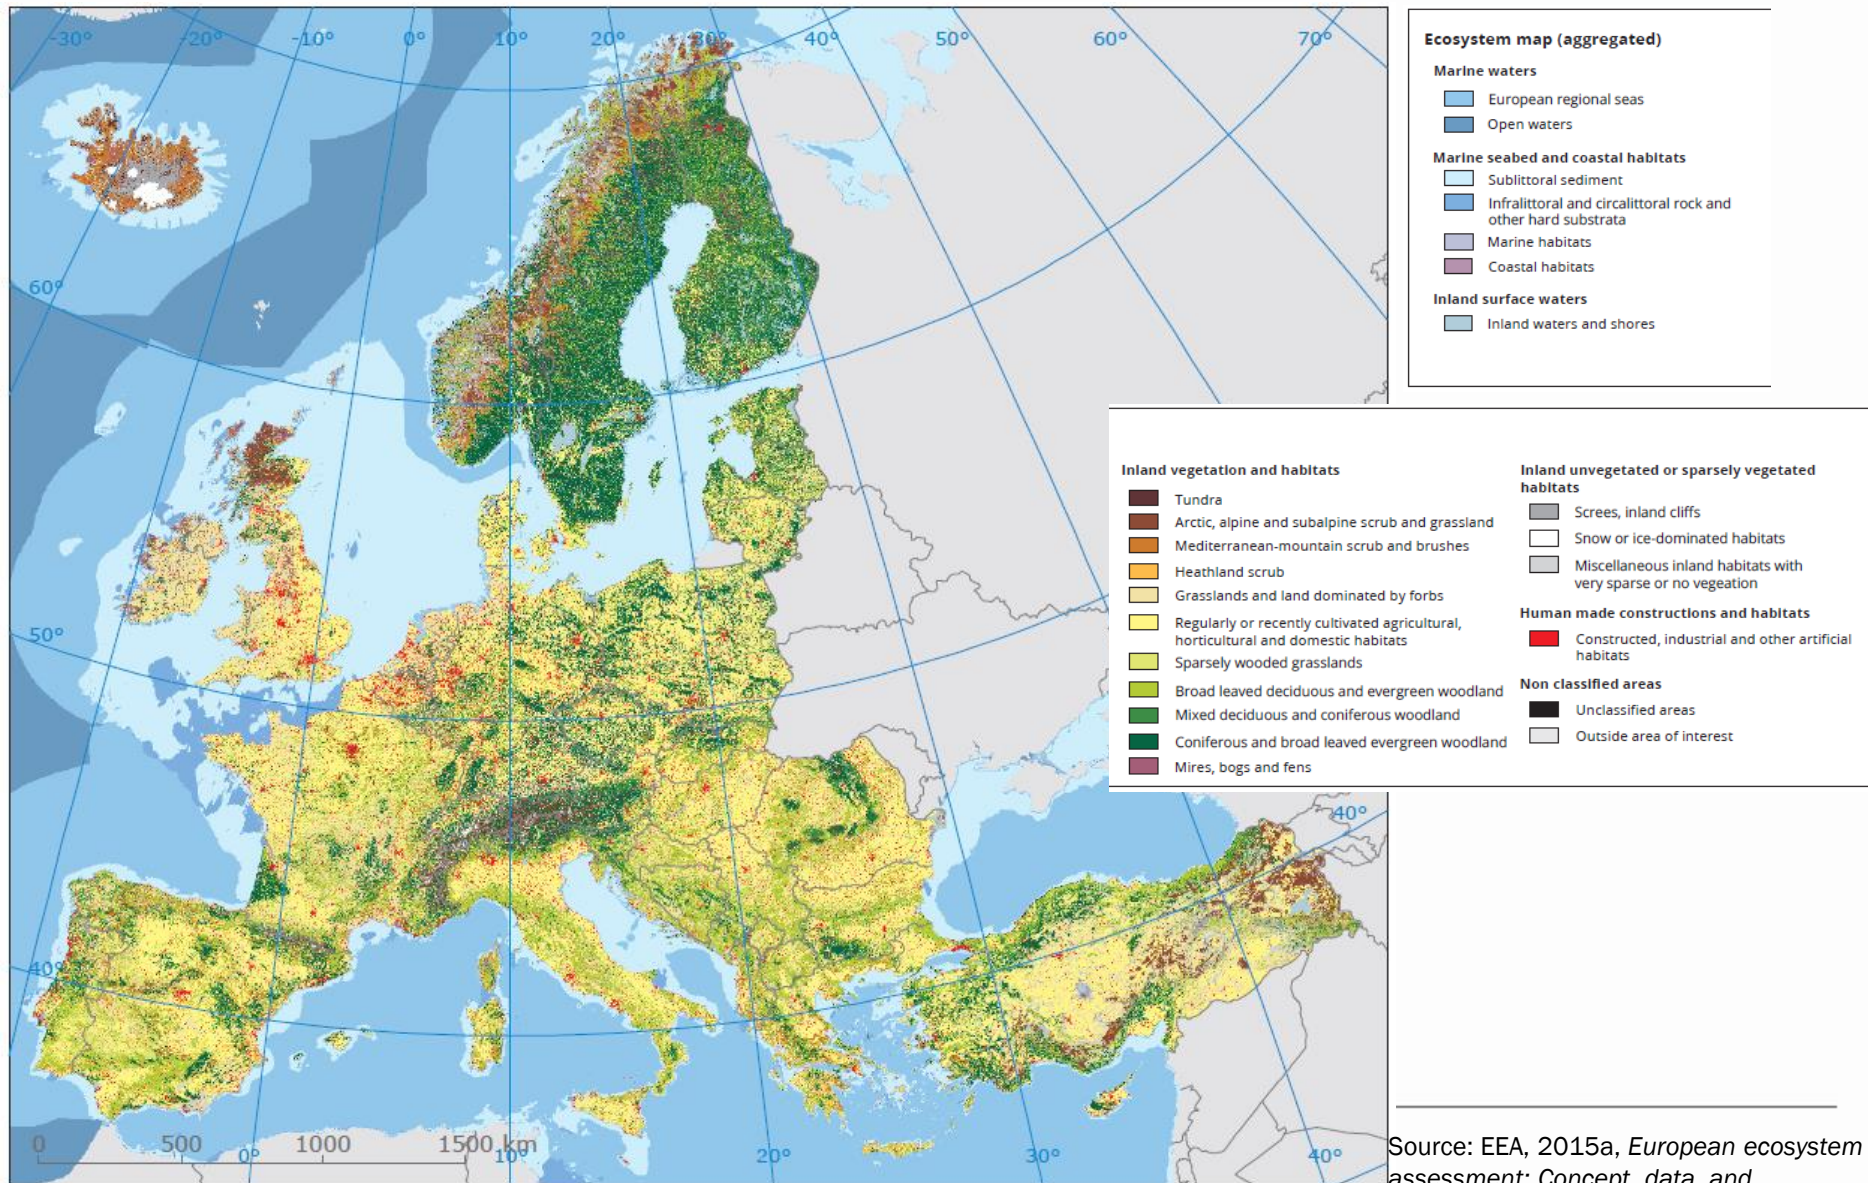 -30° -20° -10° 0° 10° 20° 30° 40° 50° 60° 70°
60°
50°
40°
40°
0 500 1000 1500 km
0° 10° 20° 30° 40°
Ecosystem map (aggregated)
Marine waters
European regional seas
Open waters
Marine seabed and coastal habitats
Sublittoral sediment
Infralittoral and circalittoral rock and
other hard substrata
Marine habitats
Coastal habitats
Inland surface waters
Inland waters and shores
Inland vegetation and habitats
Tundra
Arctic, alpine and subalpine scrub and grassland
Mediterranean-mountain scrub and brushes
Heathland scrub
Grasslands and land dominated by forbs
Regularly or recently cultivated agricultural,
horticultural and domestic habitats
Sparsely wooded grasslands
Broad leaved deciduous and evergreen woodland
Mixed deciduous and coniferous woodland
Coniferous and broad leaved evergreen woodland
Mires, bogs and fens
Inland unvegetated or sparsely vegetated
habitats
Screes, inland cliffs
Snow or ice-dominated habitats
Miscellaneous inland habitats with
very sparse or no vegeation
Human made constructions and habitats
Constructed, industrial and other artificial
habitats
Non classified areas
Unclassified areas
Outside area of interest
Source: EEA, 2015a, European ecosystem
assessment: Concept, data, and